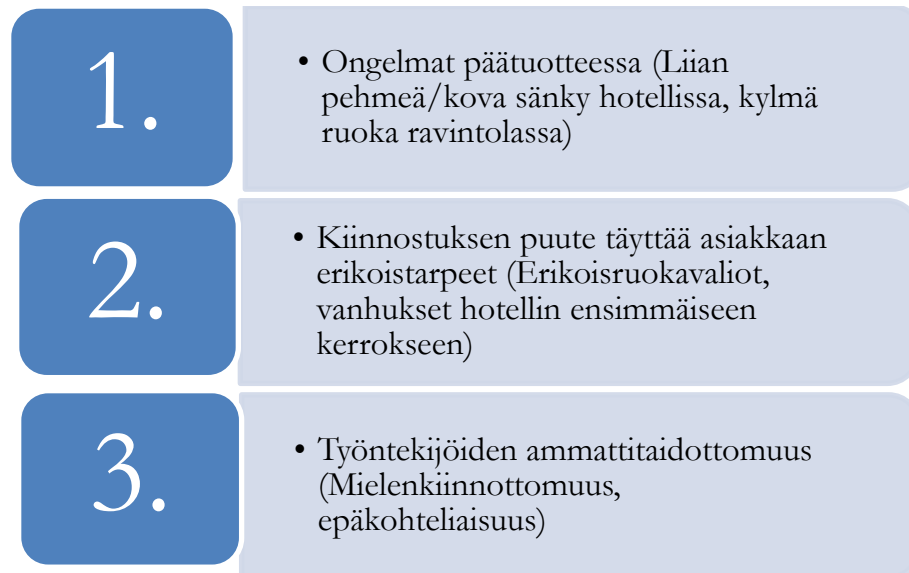 1.
• Ongelmat päätuotteessa (Liian
pehmeä/kova sänky hotellissa, kylmä
ruoka ravintolassa)
2.
• Kiinnostuksen puute täyttää asiakkaan
erikoistarpeet (Erikoisruokavaliot,
vanhukset hotellin ensimmäiseen
kerrokseen)
3.
• Työntekijöiden ammattitaidottomuus
(Mielenkiinnottomuus,
epäkohteliaisuus)